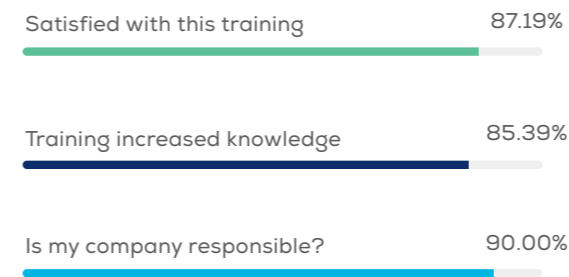 Satisfied with this training 87.19%
Training increased knowledge 85.39%
Is my company responsible? 90.00%